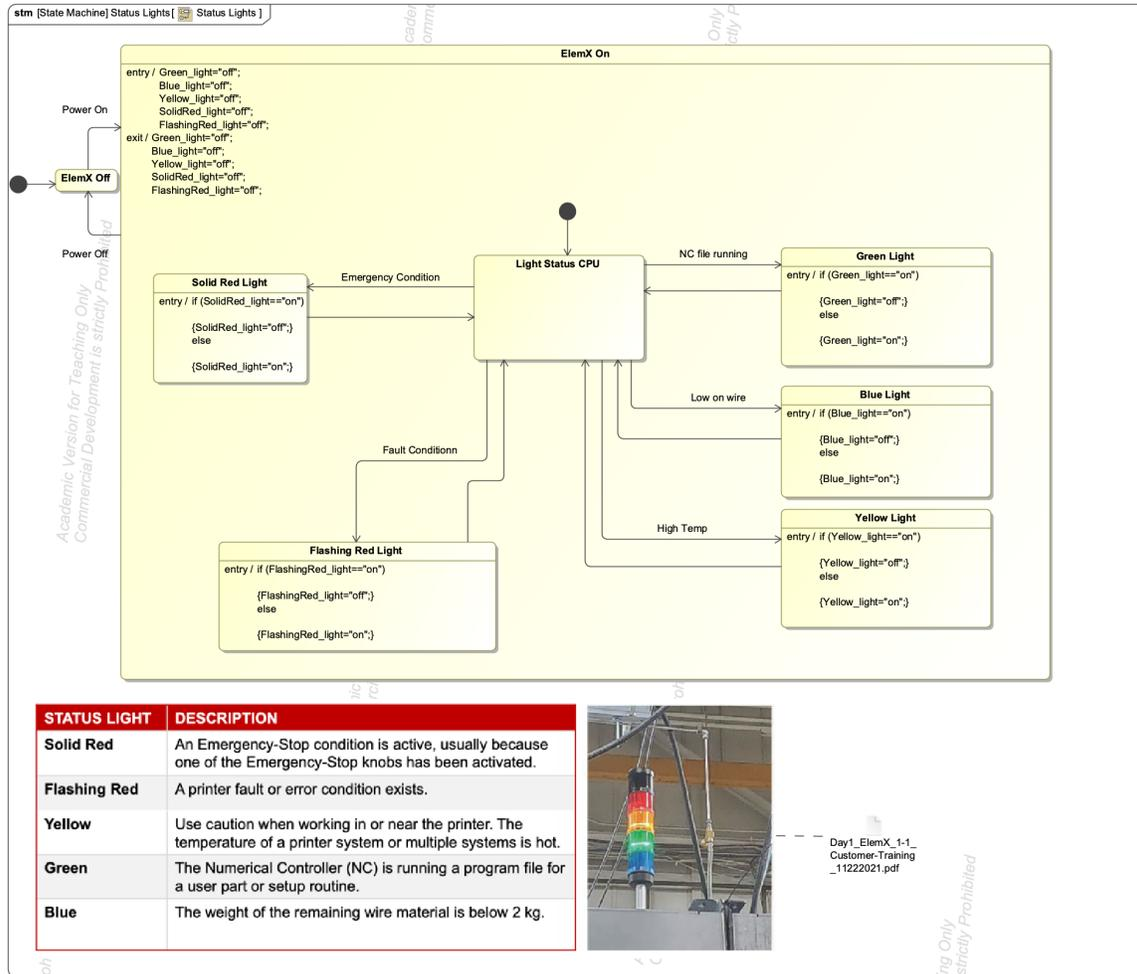 stm [State Machine] Status Lights[ Status Lights ]
ElemX On
entry / Green_light="off";
Blue_light="off";
Yellow_light="off";
SolidRed_light="off";
FlashingRed_light="off";
exit / Green_light="off";
Blue_light="off";
Yellow_light="off";
SolidRed_light="off";
FlashingRed_light="off";
Power On
ElemX Off
Power Off
Light Status CPU
Emergency Condition
Solid Red Light
entry / if (SolidRed_light=="on")
{SolidRed_light="off";}
else
{SolidRed_light="on";}
NC file running
Green Light
entry / if (Green_light=="on")
{Green_light="off";}
else
{Green_light="on";}
Low on wire
Blue Light
entry / if (Blue_light=="on")
{Blue_light="off";}
else
{Blue_light="on";}
High Temp
Yellow Light
entry / if (Yellow_light=="on")
{Yellow_light="off";}
else
{Yellow_light="on";}
Fault Conditionn
Flashing Red Light
entry / if (FlashingRed_light=="on")
{FlashingRed_light="off";}
else
{FlashingRed_light="on";}
Academic Version for Teaching Only
Commercial Development is strictly Prohibited
STATUS LIGHT DESCRIPTION
Solid Red An Emergency-Stop condition is active, usually because
one of the Emergency-Stop knobs has been activated.
Flashing Red A printer fault or error condition exists.
Yellow Use caution when working in or near the printer. The
temperature of a printer system or multiple systems is hot.
Green The Numerical Controller (NC) is running a program file for
a user part or setup routine.
Blue The weight of the remaining wire material is below 2 kg.
Day1_ElemX_1-1_
Customer-Training
_11222021.pdf
Only
strictly Prohibited